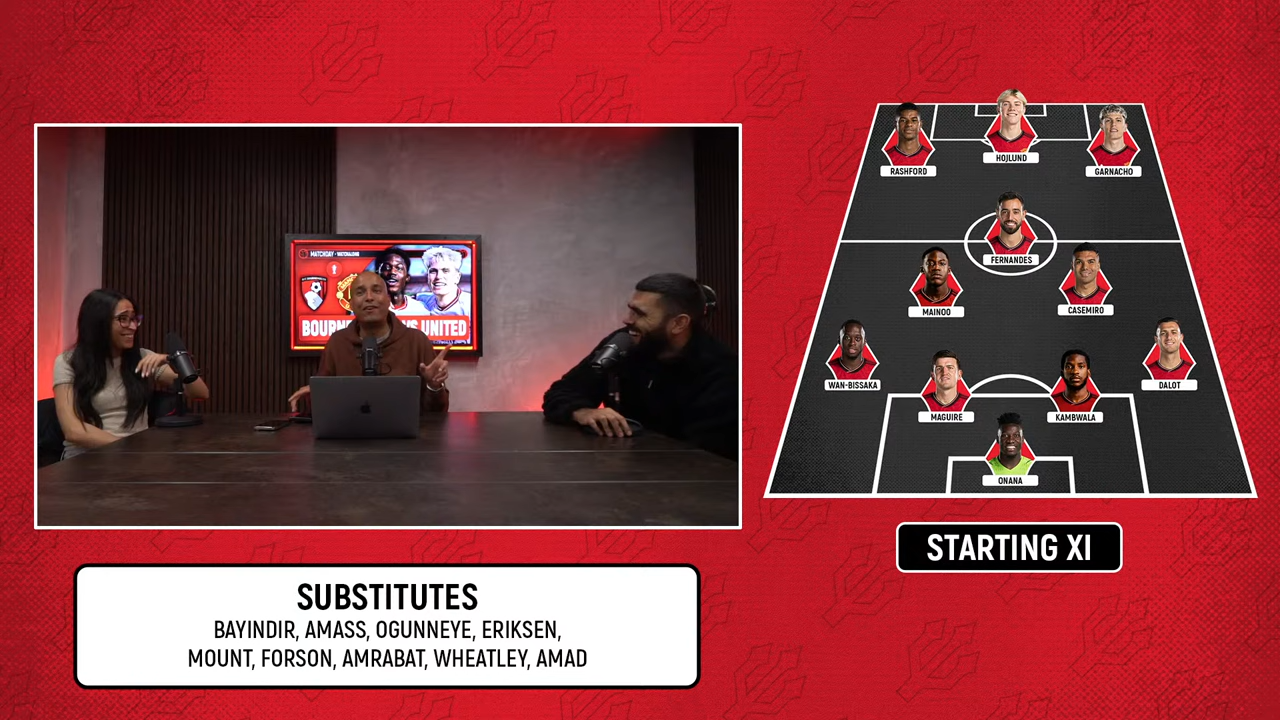 MATCHDAY • WATCHALONG
UNITED
SUBSTITUTES
BAYINDIR, AMASS, OGUNNEYE, ERIKSEN,
MOUNT, FORSON, AMRABAT, WHEATLEY, AMAD
RASHFORD
HOJLUND
GARNACHO
FERNANDES
MAINOO
CASEMIRO
WAN-BISSAKA
DALOT
MAGUIRE
KAMBWALA
ONANA
STARTING XI